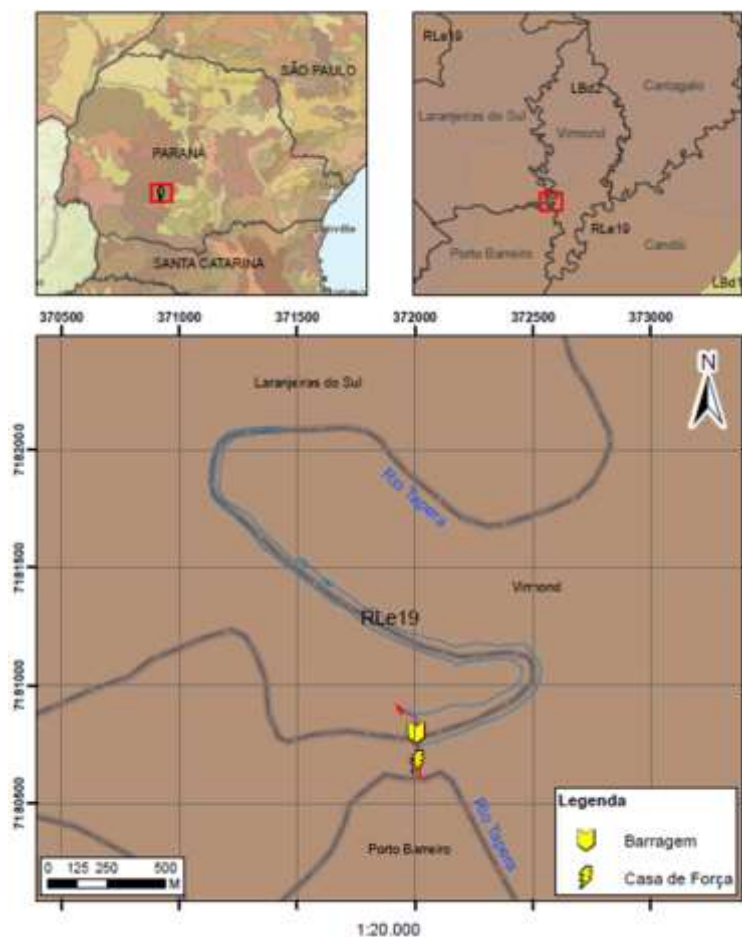 SÃO PAULO
PARANÁ
SANTA CATARINA
RLe19
LBd2
Cantagalo
Laranjeiras do Sul
Virmond
RLe19
Porto Barreiro
Candói
LBd1
370500 371000 371500 372000 372500 373000
N
Laranjeiras do Sul
7182000
Rio Tapera
7181500
Virmond
RLe19
7181000
7180500
Rio Tapera
Porto Barreiro
Legenda
Barragem
Casa de Força
0 125 250 500
M
1:20.000